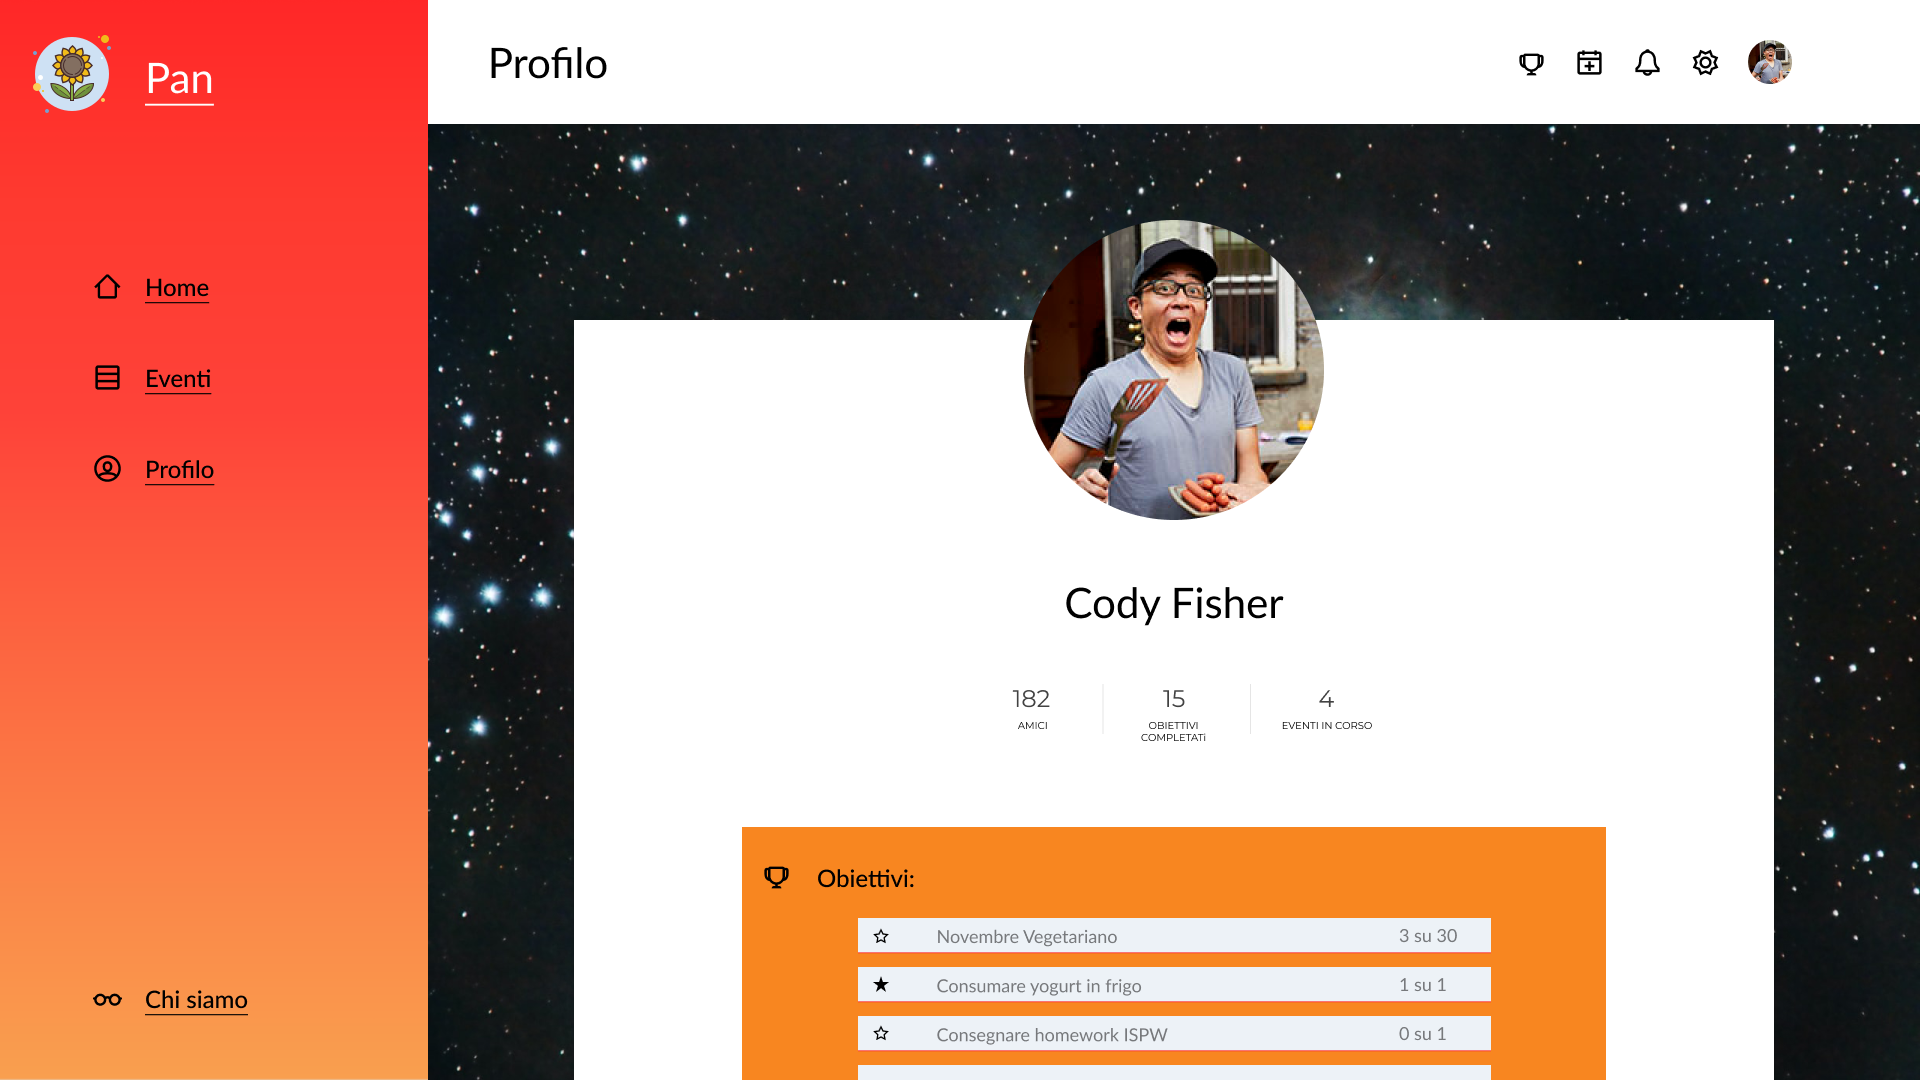 Pan
Profilo
Home
Eventi
Profilo
Chi siamo
Cody Fisher
182
AMICI
15
OBIETTIVI
COMPLETATi
4
EVENTI IN CORSO
Obiettivi:
Novembre Vegetariano 3 su 30
Consumare yogurt in frigo 1 su 1
Consegnare homework ISPW 0 su 1